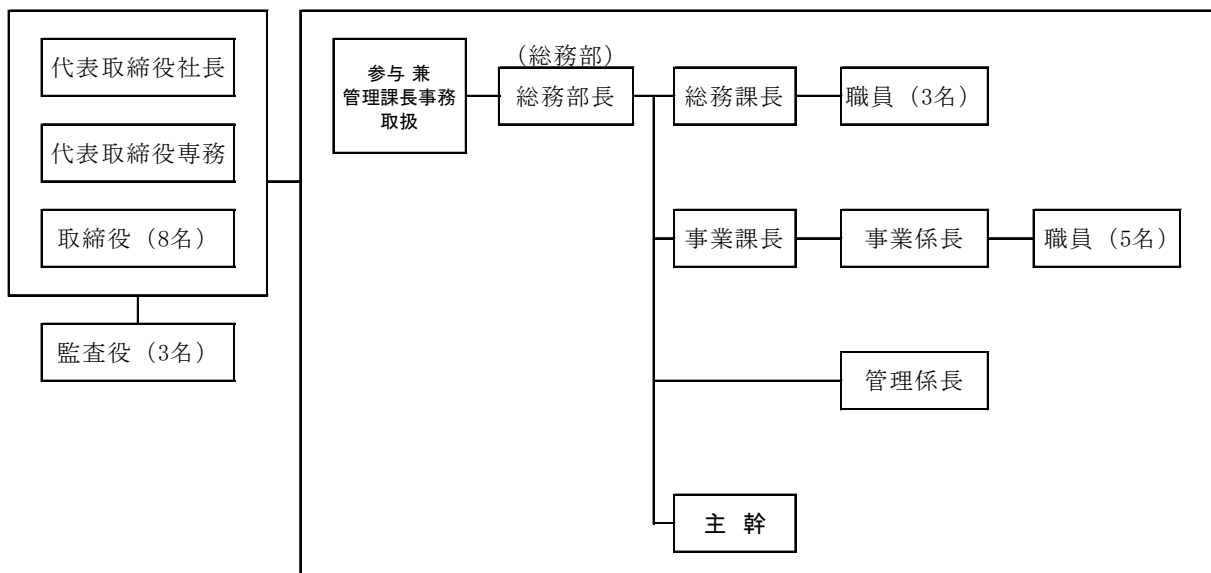 代表取締役社長
代表取締役専務
取締役（8名）
監査役（3名）
参与 兼
管理課長事務
取扱
（総務部）
総務部長
総務課長
職員（3名）
事業課長
事業係長
職員（5名）
管理係長
主 幹